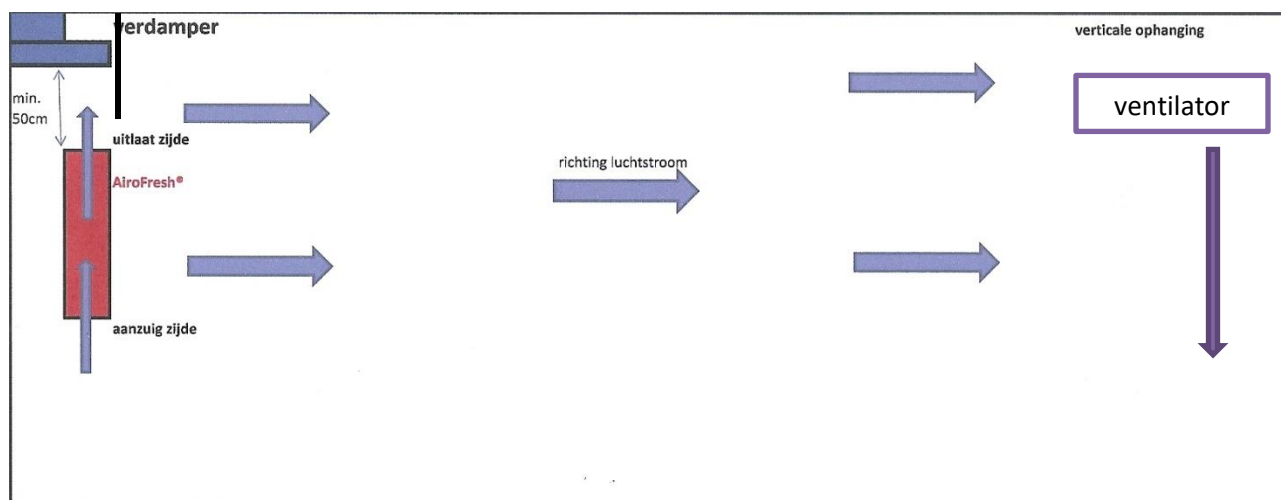 verdamper
verticale ophanging
min.
50cm
ventilator
uitlaat zijde
richting luchtstroom
AiroFresh®
aanzuig zijde